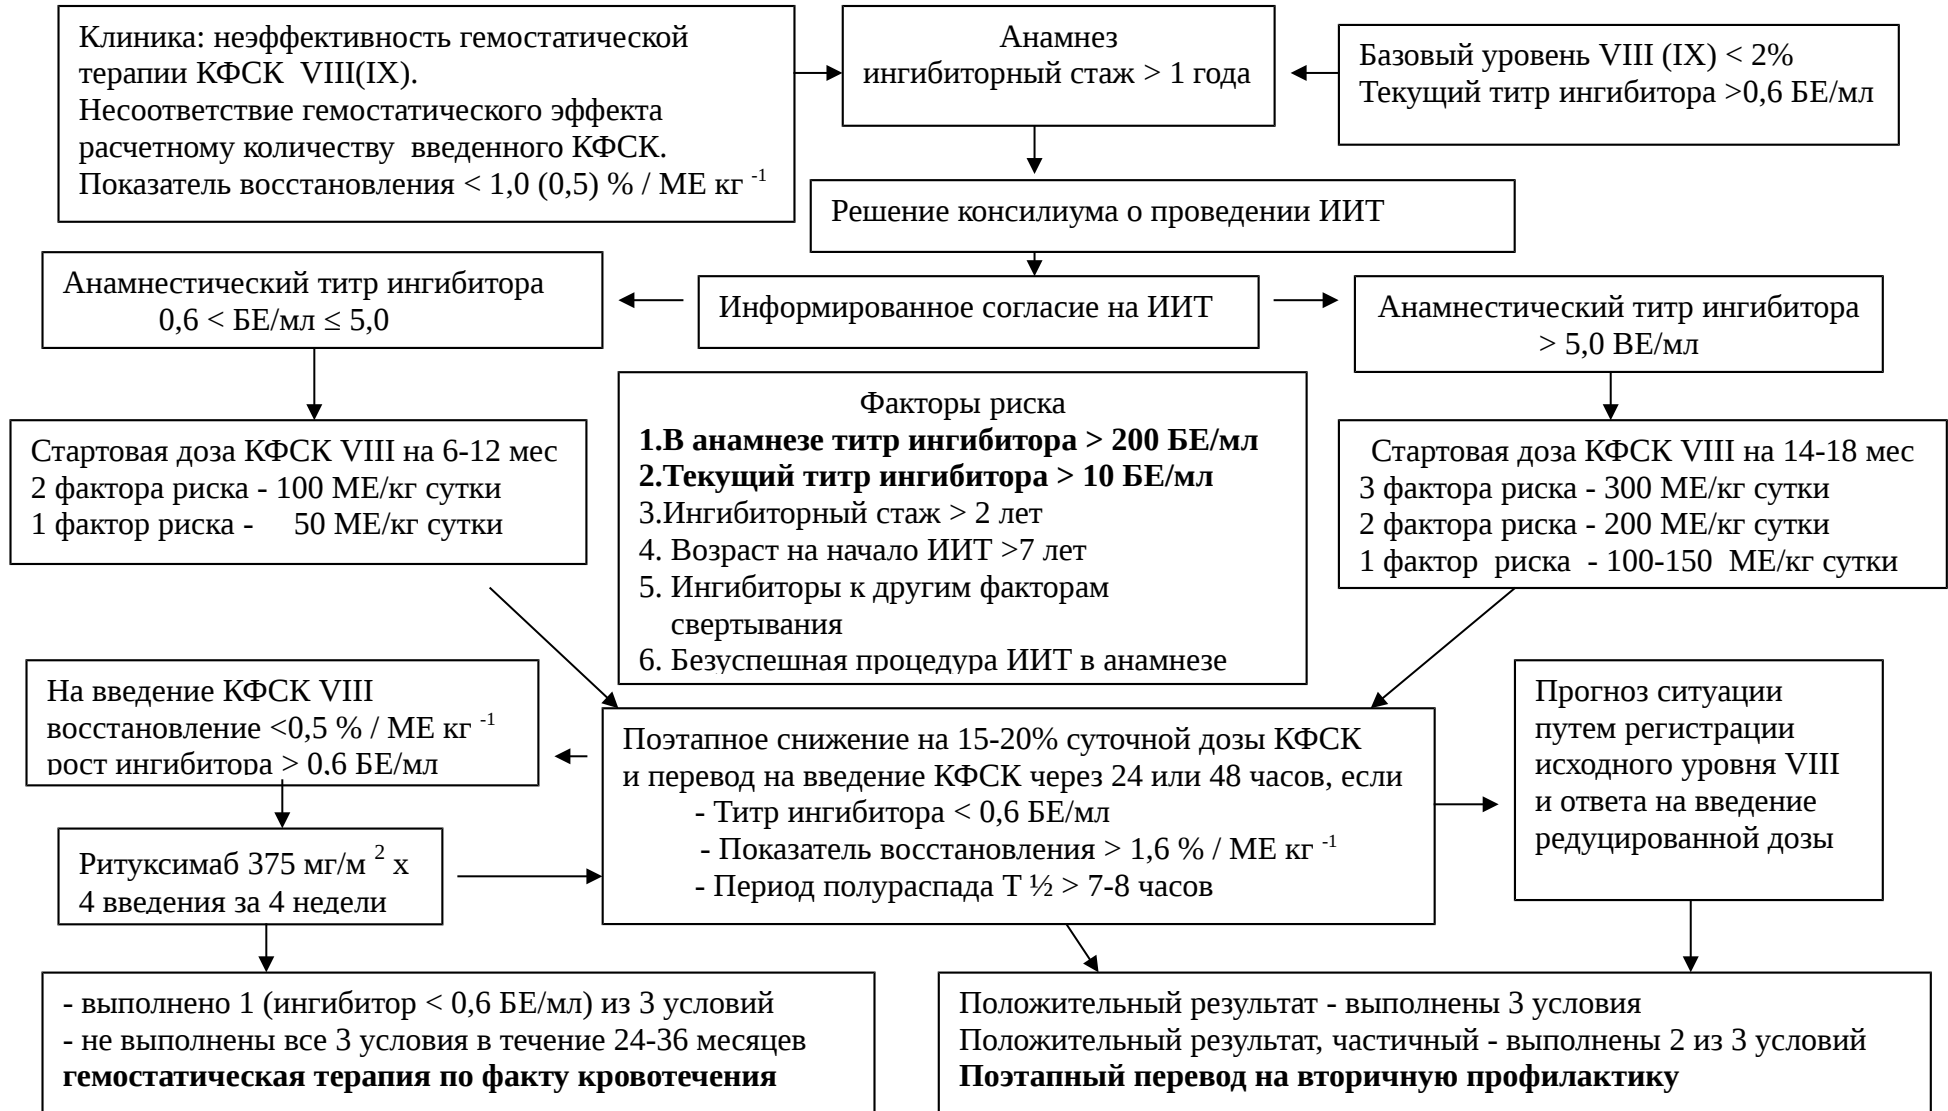 Клиника: неэффективность гемостатической
терапии КФСК  VIII(IX).
Несоответствие гемостатического эффекта
расчетному количеству  введенного КФСК.
Показатель восстановления < 1,0 (0,5) % / МЕ кг -1
Анамнез
ингибиторный стаж > 1 года
Базовый уровень VIII (IX) < 2%
Текущий титр ингибитора >0,6 БЕ/мл
Решение консилиума о проведении ИИТ
Анамнестический титр ингибитора
0,6 < БЕ/мл ≤ 5,0
Информированное согласие на ИИТ
Анамнестический титр ингибитора
> 5,0 ВЕ/мл
Стартовая доза КФСК VIII на 6-12 мес
2 фактора риска - 100 МЕ/кг сутки
1 фактор риска -     50 МЕ/кг сутки
Факторы риска
1.В анамнезе титр ингибитора > 200 БЕ/мл
2.Текущий титр ингибитора > 10 БЕ/мл
3.Ингибиторный стаж > 2 лет
4. Возраст на начало ИИТ >7 лет
5. Ингибиторы к другим факторам
свертывания
6. Безуспешная процедура ИИТ в анамнезе
Стартовая доза КФСК VIII на 14-18 мес
3 фактора риска - 300 МЕ/кг сутки
2 фактора риска - 200 МЕ/кг сутки
1 фактор  риска  - 100-150  МЕ/кг сутки
На введение КФСК VIII
восстановление <0,5 % / МЕ кг -1
рост ингибитора > 0,6 БЕ/мл
Поэтапное снижение на 15-20% суточной дозы КФСК
и перевод на введение КФСК через 24 или 48 часов, если
- Титр ингибитора < 0,6 БЕ/мл
- Показатель восстановления > 1,6 % / МЕ кг -1
- Период полураспада Т ½ > 7-8 часов
Прогноз ситуации
путем регистрации
исходного уровня VIII
и ответа на введение
редуцированной дозы
Ритуксимаб 375 мг/м 2 х
4 введения за 4 недели
- выполнено 1 (ингибитор < 0,6 БЕ/мл) из 3 условий
- не выполнены все 3 условия в течение 24-36 месяцев
гемостатическая терапия по факту кровотечения
Положительный результат - выполнены 3 условия
Положительный результат, частичный - выполнены 2 из 3 условий
Поэтапный перевод на вторичную профилактику